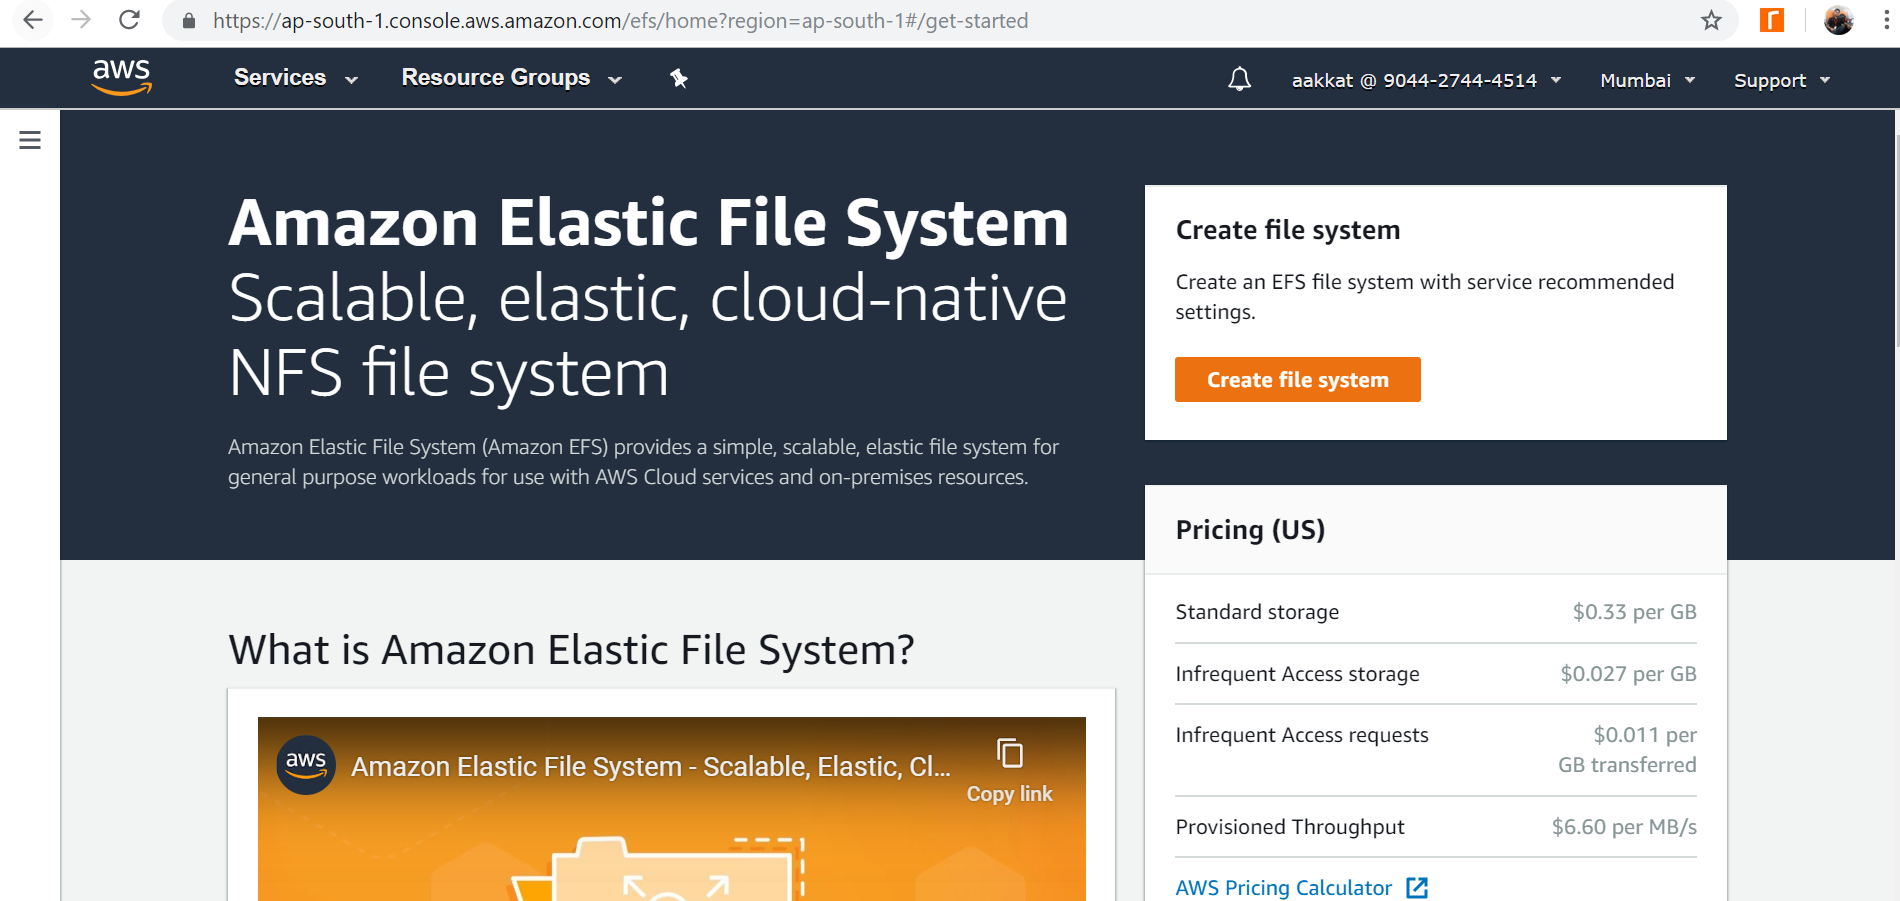 https://ap-south-1.console.aws.amazon.com/efs/home?region=ap-south-1#/get-started
aws
Services
Resource Groups
aakkat @ 9044-2744-4514
Mumbai
Support
Amazon Elastic File System
Scalable, elastic, cloud-native
NFS file system
Amazon Elastic File System (Amazon EFS) provides a simple, scalable, elastic file system for
general purpose workloads for use with AWS Cloud services and on-premises resources.
Create file system
Create an EFS file system with service recommended
settings.
Create file system
Pricing (US)
Standard storage $0.33 per GB
Infrequent Access storage $0.027 per GB
Infrequent Access requests $0.011 per
GB transferred
Provisioned Throughput $6.60 per MB/s
AWS Pricing Calculator
What is Amazon Elastic File System?
aws
Amazon Elastic File System - Scalable, Elastic, Cl...
Copy link